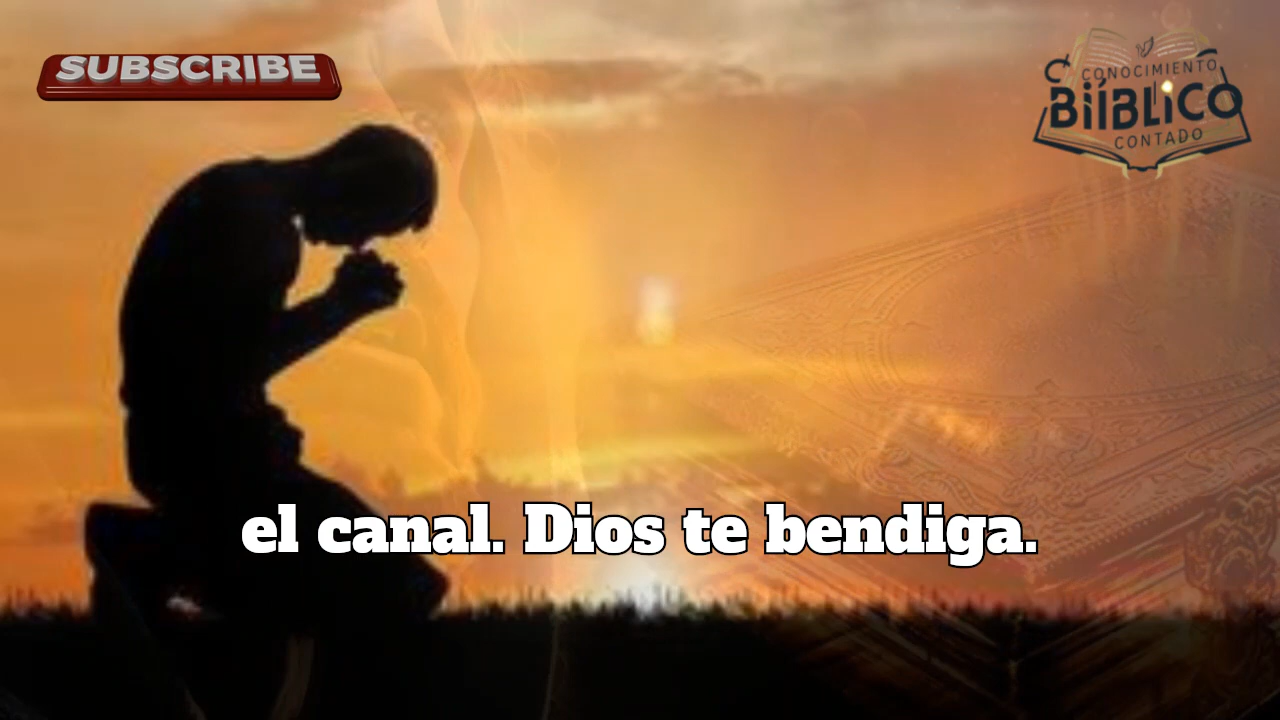 SUBSCRIBE
CONOCIMIENTO
BIÍBLICO
CONTADO
el canal. Dios te bendiga.